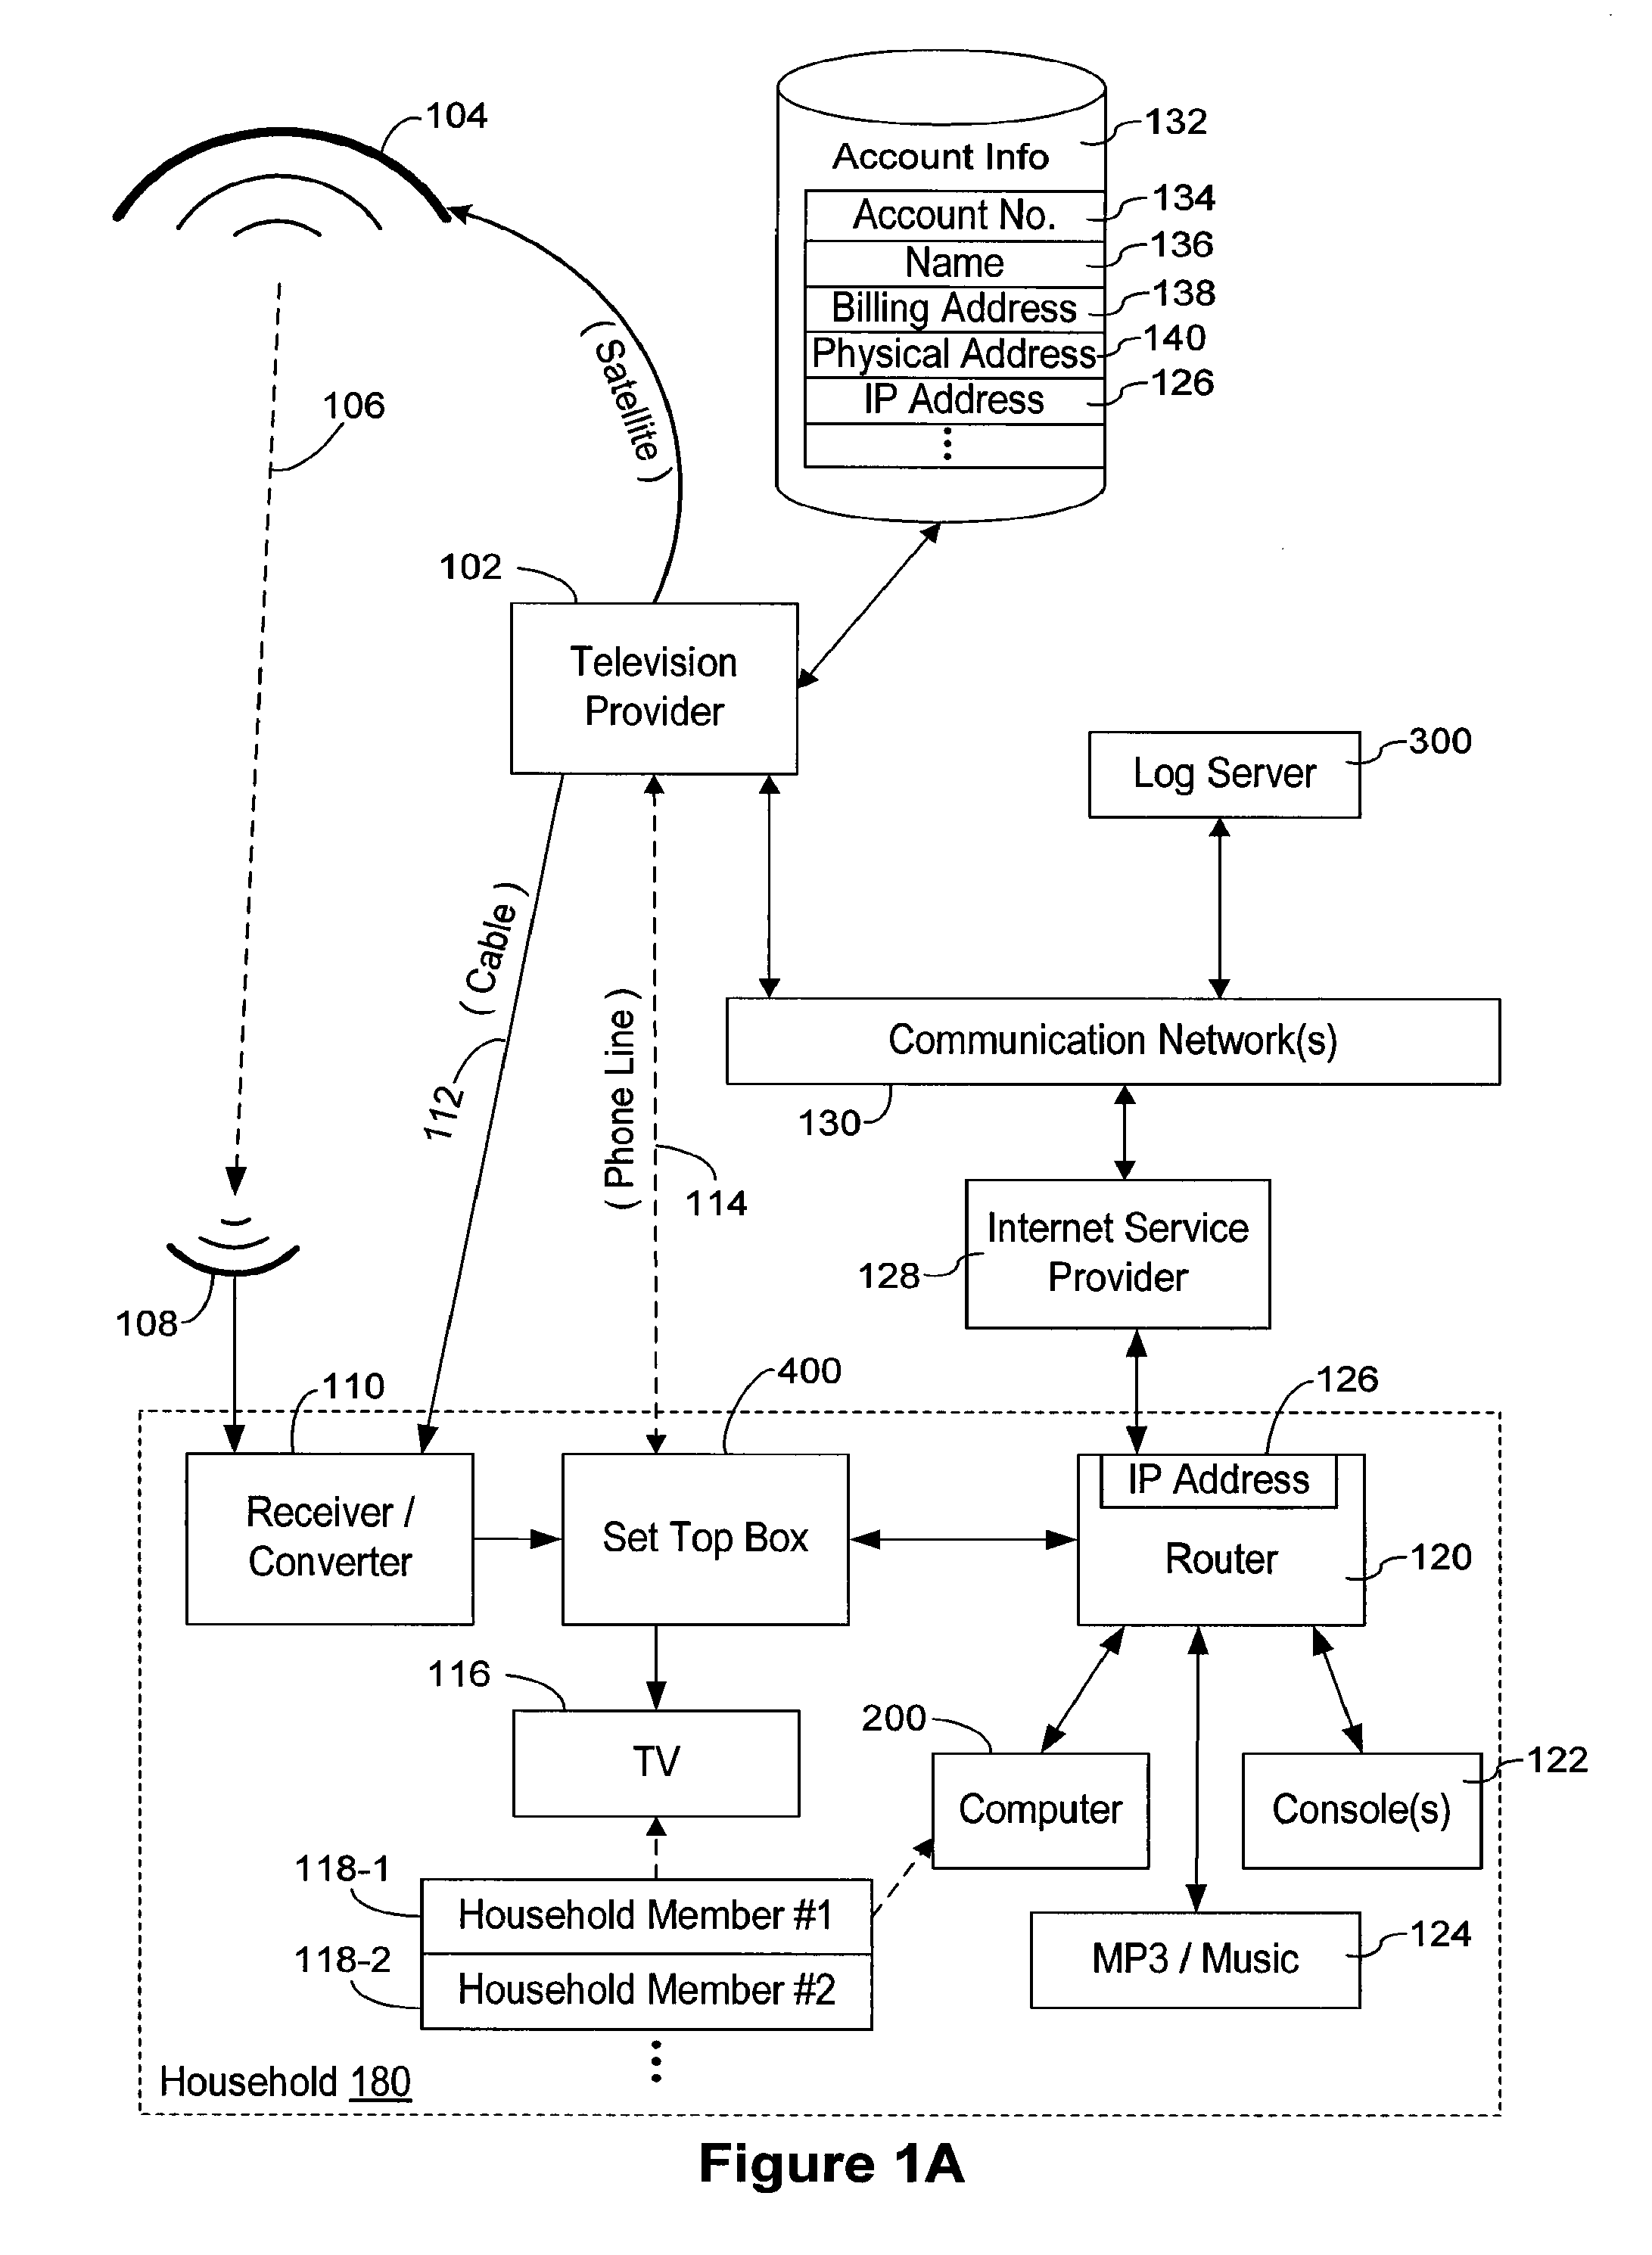 104
132
Account Info
134
Account No.
136
Name
138
Billing Address
140
Physical Address
126
IP Address
106
( Satellite )
102
Television
Provider
300
Log Server
( Cable )
112
( Phone Line )
114
Communication Network(s)
130
Internet Service
Provider
128
108
110
400
126
Receiver /
Converter
Set Top Box
IP Address
Router
120
116
TV
200
Computer
122
Console(s)
118-1
Household Member #1
118-2
Household Member #2
MP3 / Music
124
Household 180
Figure 1A